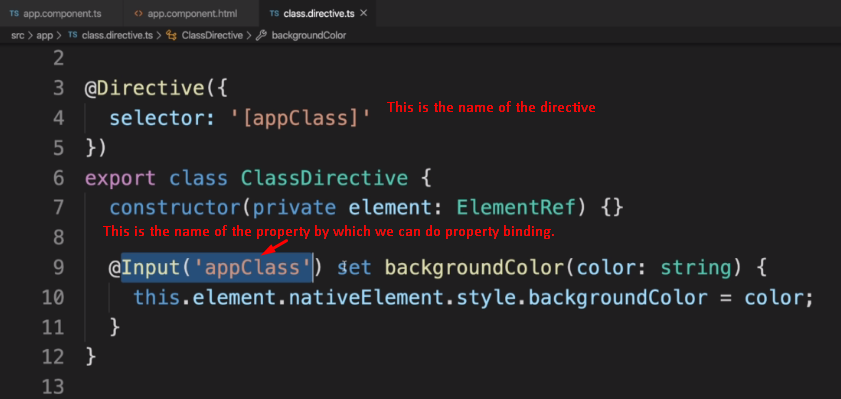 TS app.component.ts <> app.component.html TS class.directive.ts ×
src > app > TS class.directive.ts > ClassDirective > backgroundColor
2
3 @Directive({
This is the name of the directive
4 selector: '[appClass]'
5 })
6 export class ClassDirective {
7 constructor(private element: ElementRef) {}
8
This is the name of the property by which we can do property binding.
9 @Input('appClass') set backgroundColor(color: string) {
10 this.element.nativeElement.style.backgroundColor = color;
11 }
12 }
13